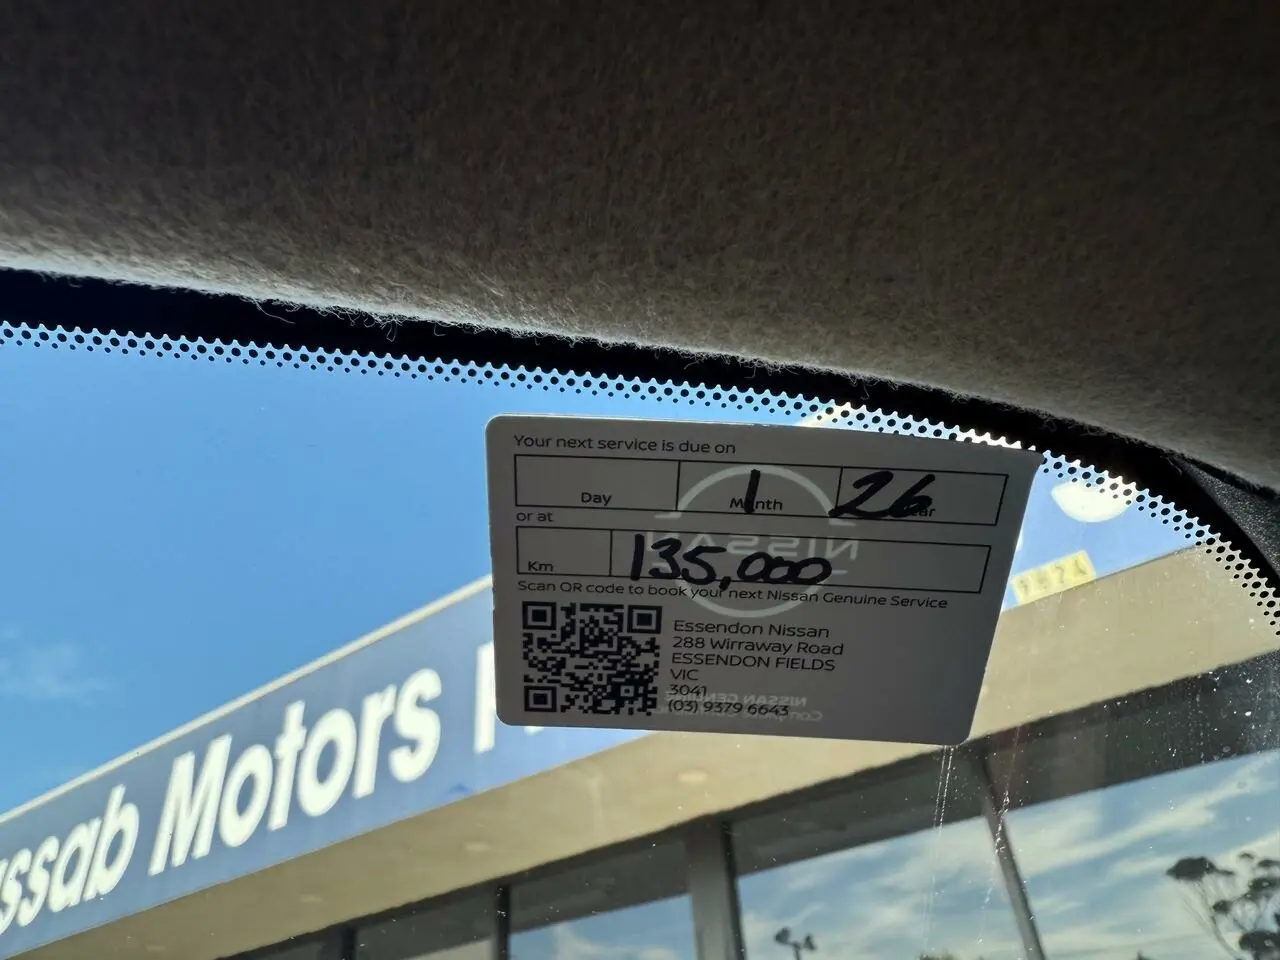 Your next service is due on
1 26
Day Month
or at
Km 135,000
Scan QR code to book your next Nissan Genuine Service
Essendon Nissan
288 Wirraway Road
ESSENDON FIELDS
VIC
3041
(03) 9379 6643
NISSAN
Motors